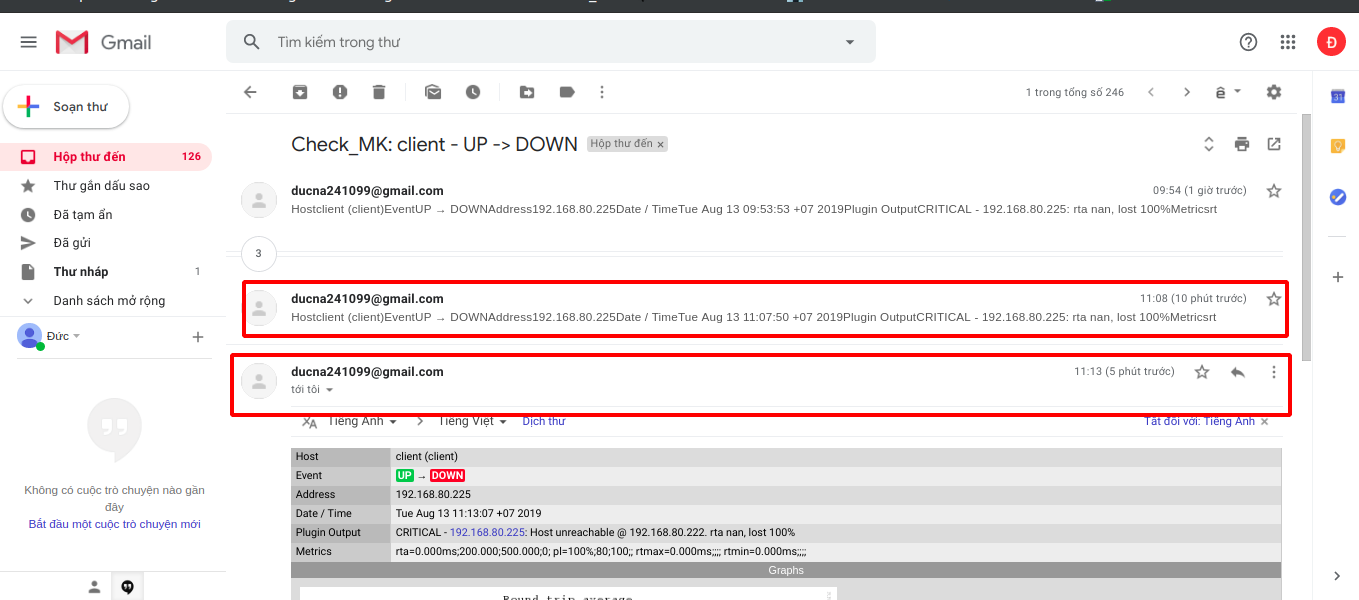 Gmail
Tìm kiếm trong thư
Đ
Soạn thư
1 trong tổng số 246
Hộp thư đến 126
Thư gắn dấu sao
Đã tạm ẩn
Đã gửi
Thư nháp 1
Danh sách mở rộng
Đức
Không có cuộc trò chuyện nào gần
đây
Bắt đầu một cuộc trò chuyện mới
Check_MK: client - UP -> DOWN Hộp thư đến ×
ducna241099@gmail.com 09:54 (1 giờ trước)
Hostclient (client)EventUP → DOWNAddress192.168.80.225Date / TimeTue Aug 13 09:53:53 +07 2019Plugin OutputCRITICAL - 192.168.80.225: rta nan, lost 100%Metricsrt
3
ducna241099@gmail.com 11:08 (10 phút trước)
Hostclient (client)EventUP → DOWNAddress192.168.80.225Date / TimeTue Aug 13 11:07:50 +07 2019Plugin OutputCRITICAL - 192.168.80.225: rta nan, lost 100%Metricsrt
ducna241099@gmail.com 11:13 (5 phút trước)
tới tôi
Tiếng Anh > Tiếng Việt Dịch thư Tắt đối với: Tiếng Anh ×
Host client (client)
Event UP → DOWN
Address 192.168.80.225
Date / Time Tue Aug 13 11:13:07 +07 2019
Plugin Output CRITICAL - 192.168.80.225: Host unreachable @ 192.168.80.222. rta nan, lost 100%
Metrics rta=0.000ms;200.000;500.000;0; pl=100%;80;100;; rtmax=0.000ms;;;; rtmin=0.000ms;;;;
Graphs
Round trip average
31